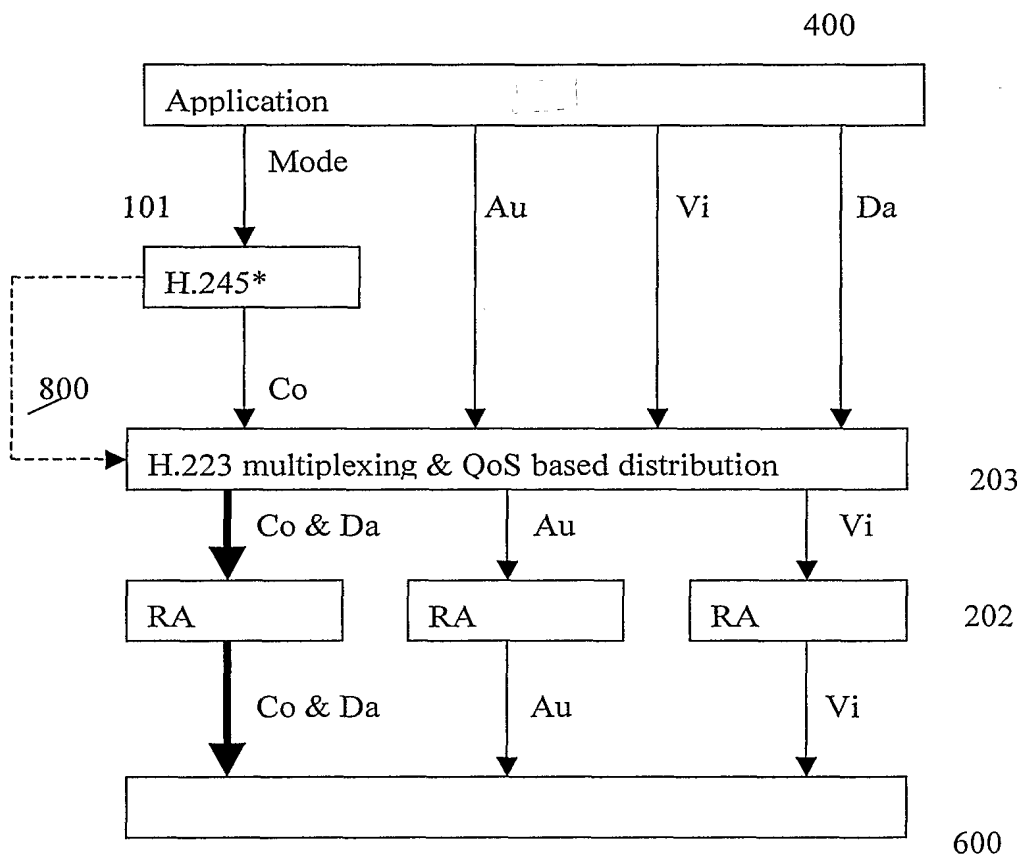 400
Application
Mode
101
Au
Vi
Da
H.245*
800
Co
H.223 multiplexing & QoS based distribution
203
Co & Da
Au
Vi
RA
RA
RA
202
Co & Da
Au
Vi
600